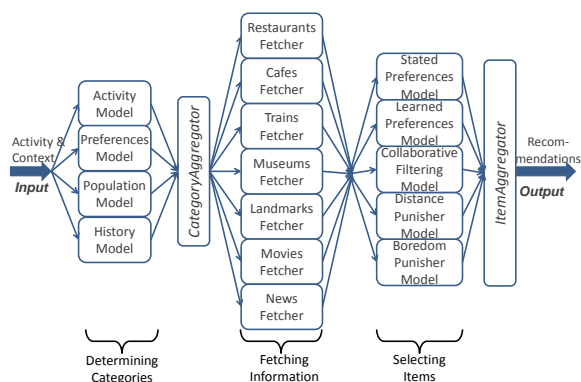 Activity &
Context
Input
Activity
Model
Preferences
Model
Population
Model
History
Model
CategoryAggregator
Restaurants
Fetcher
Cafes
Fetcher
Trains
Fetcher
Museums
Fetcher
Landmarks
Fetcher
Movies
Fetcher
News
Fetcher
Stated
Preferences
Model
Learned
Preferences
Model
Collaborative
Filtering
Model
Distance
Punisher
Model
Boredom
Punisher
Model
ItemAggregator
Recom-
mendations
Output
Determining
Categories
Fetching
Information
Selecting
Items